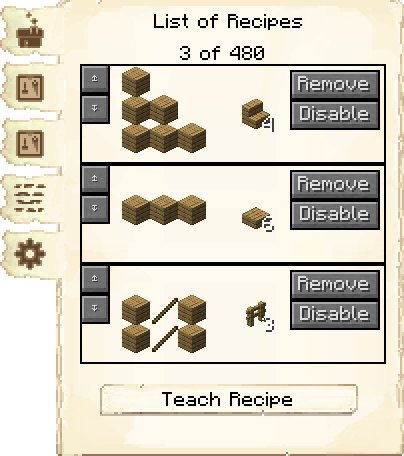 List of Recipes
3 of 480
Remove
Disable
4
Remove
Disable
6
Remove
Disable
3
Teach Recipe